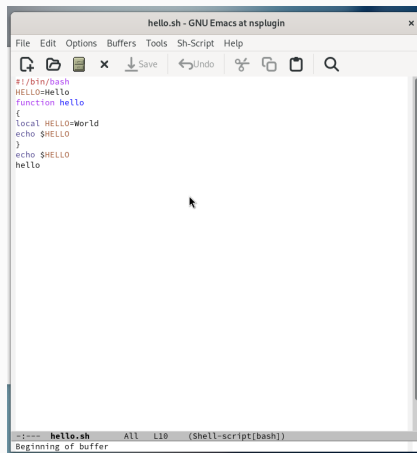 hello.sh - GNU Emacs at nsplugin ×
File Edit Options Buffers Tools Sh-Script Help
Save Undo
#!/bin/bash
HELLO=Hello
function hello
{
local HELLO=World
echo $HELLO
}
echo $HELLO
hello
-:--- hello.sh All L10 (Shell-script[bash])
Beginning of buffer